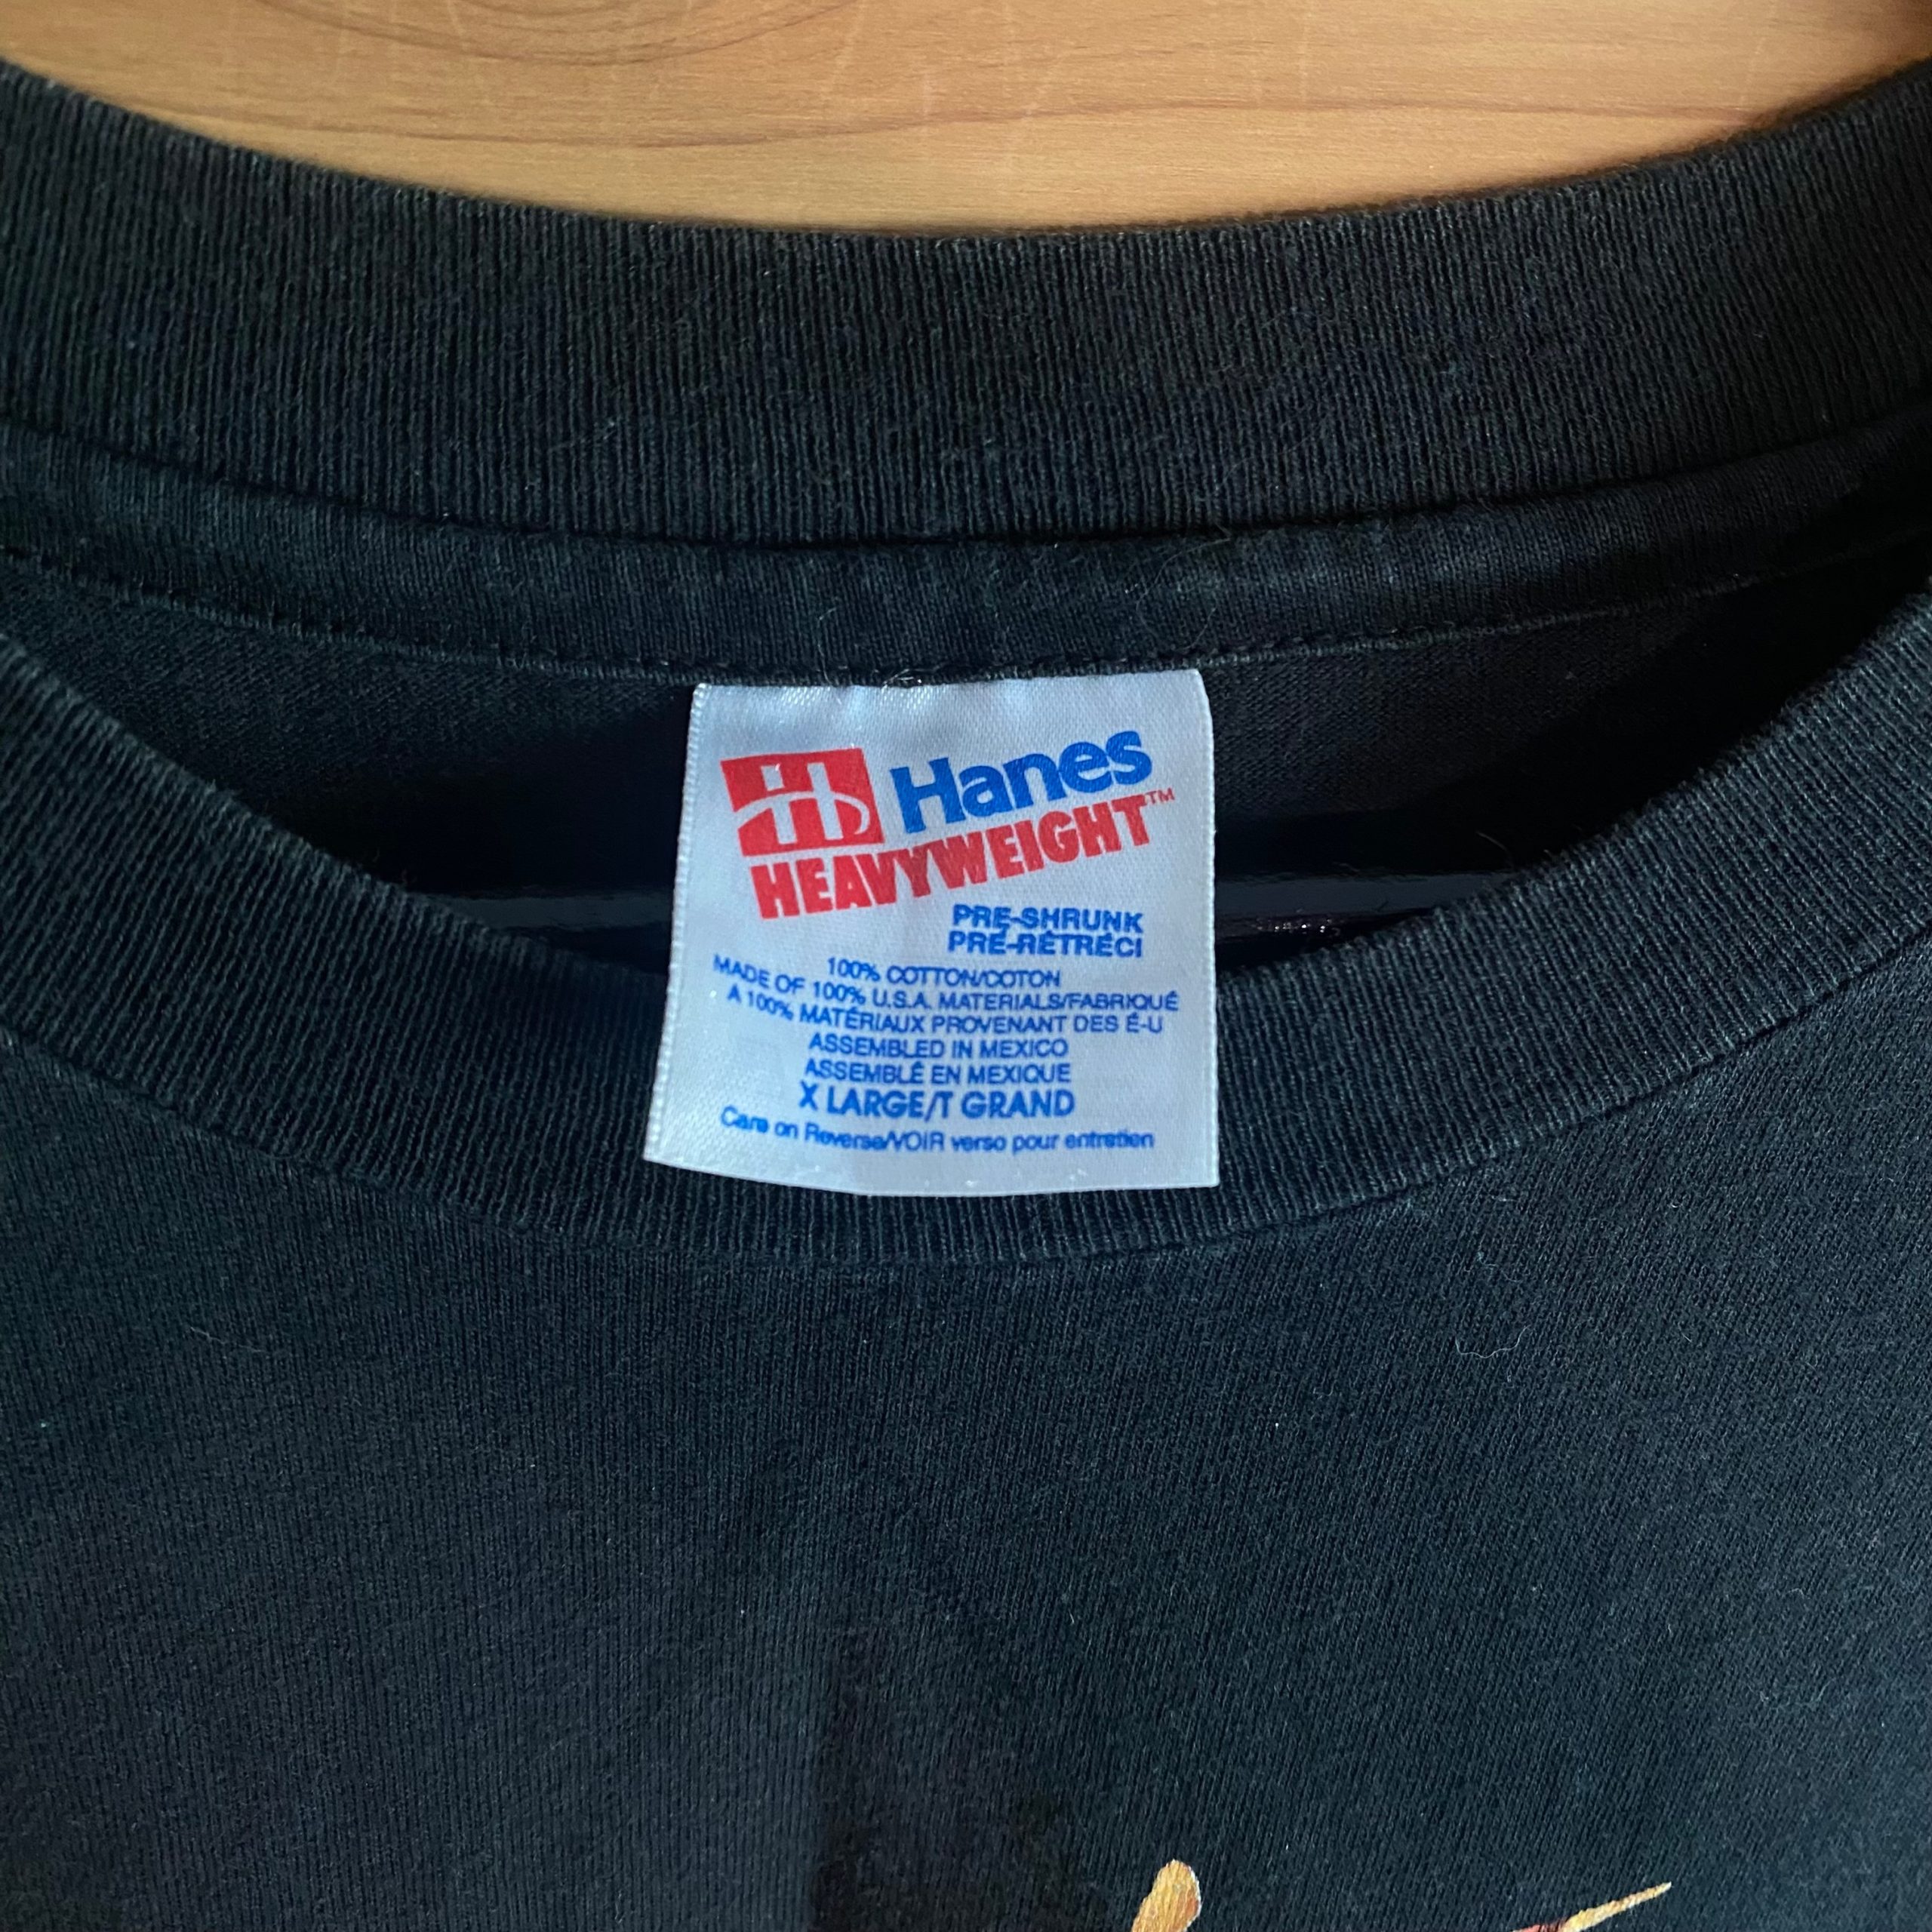 Hanes
HEAVYWEIGHT™
PRE-SHRUNK
PRÉ-RÉTRÉCI
100% COTTON/COTON
MADE OF 100% U.S.A. MATERIALS/FABRIQUÉ
A 100% MATÉRIAUX PROVENANT DES É-U
ASSEMBLED IN MEXICO
ASSEMBLÉ EN MEXIQUE
X LARGE/T GRAND
Care on Reverse/VOIR verso pour entretien